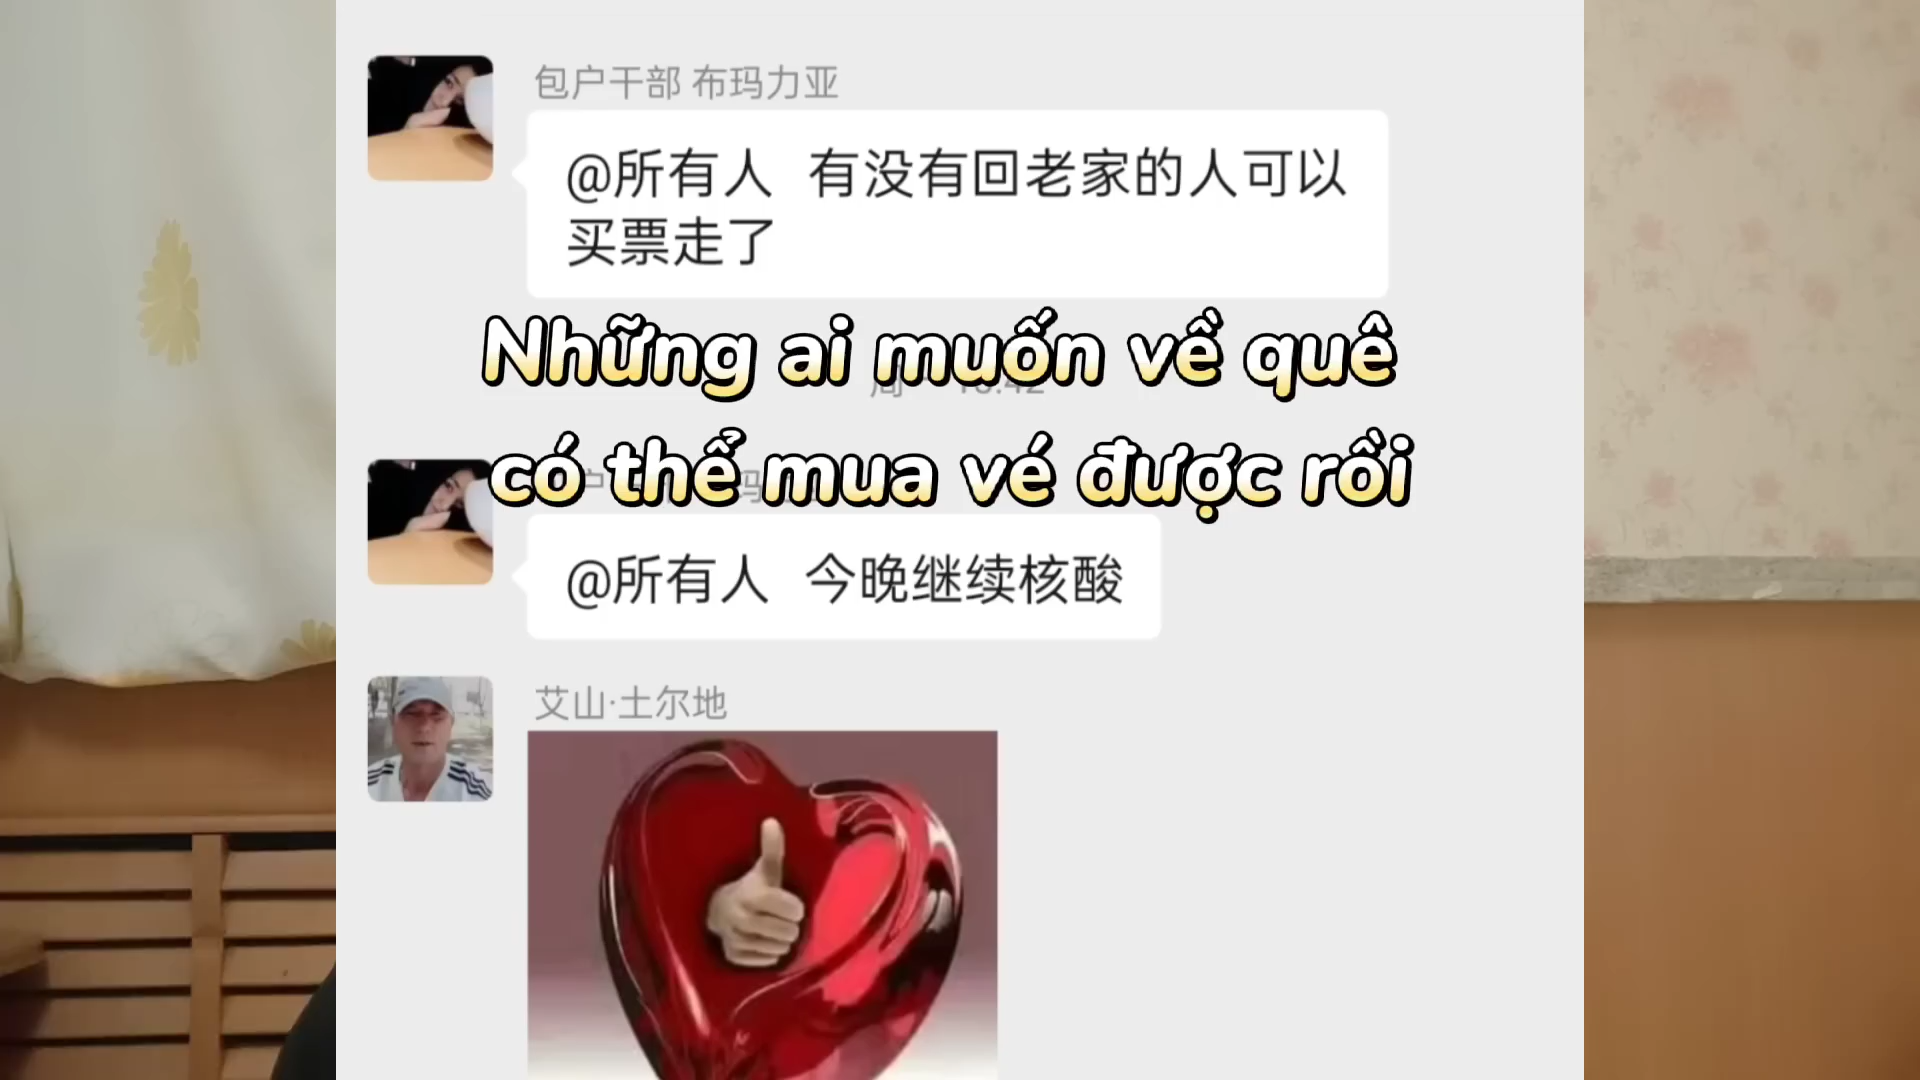 包户干部 布玛力亚
@所有人 有没有回老家的人可以
买票走了
Những ai muốn về quê
có thể mua vé được rồi
@所有人 今晚继续核酸
艾山·土尔地